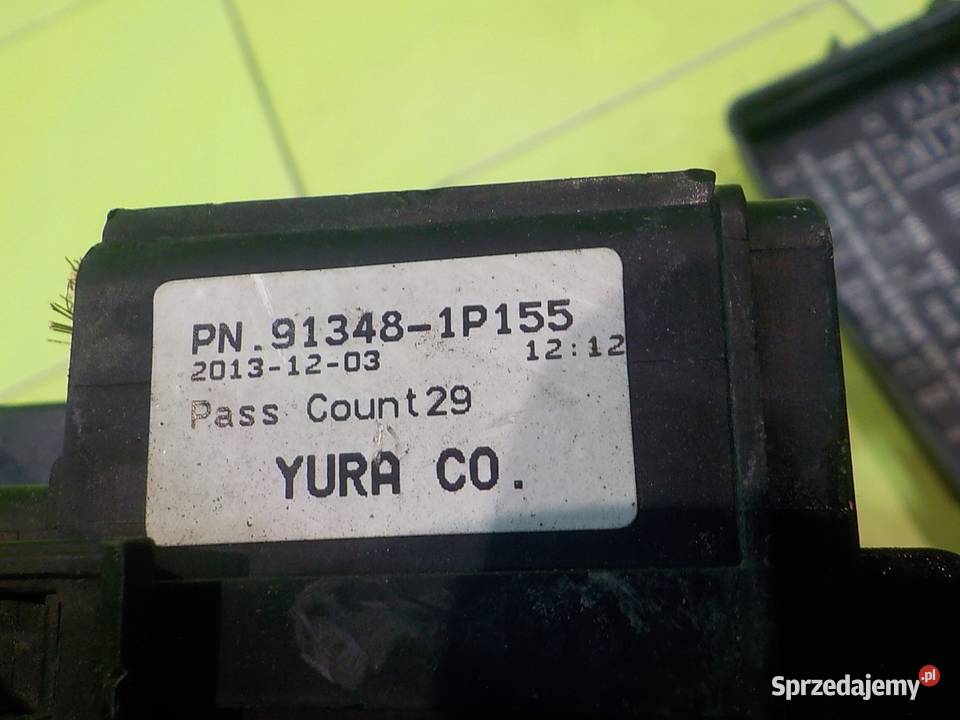 PN.91348-1P155
2013-12-03 12:12
Pass Count29
YURA CO.
Sprzedajemy.pl